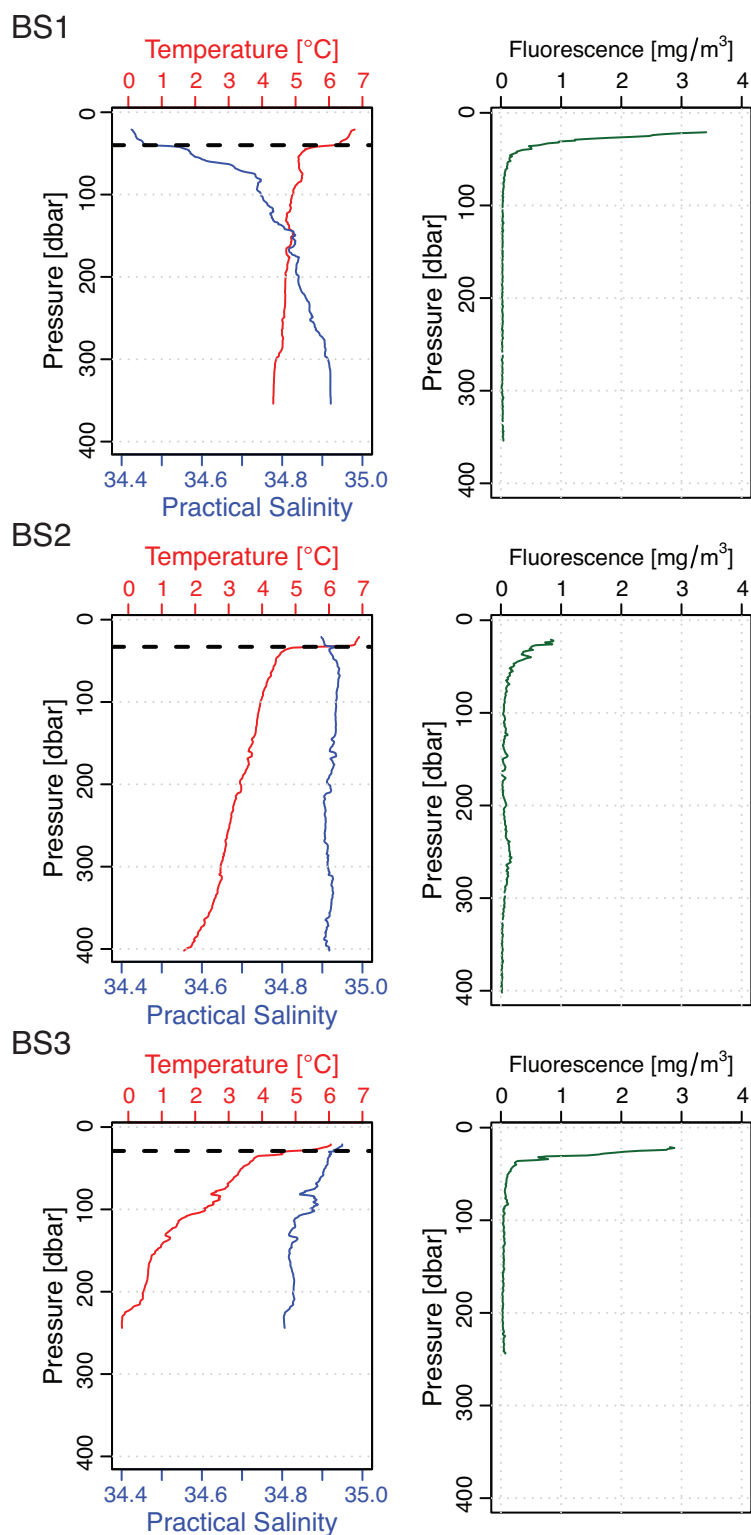 BS1
Temperature [°C]
0 1 2 3 4 5 6 7
Pressure [dbar]
0
100
200
300
400
34.4 34.6 34.8 35.0
Practical Salinity
Fluorescence [mg/m³]
0 1 2 3 4
Pressure [dbar]
0
100
200
300
400
BS2
Temperature [°C]
0 1 2 3 4 5 6 7
Pressure [dbar]
0
100
200
300
400
34.4 34.6 34.8 35.0
Practical Salinity
Fluorescence [mg/m³]
0 1 2 3 4
Pressure [dbar]
0
100
200
300
400
BS3
Temperature [°C]
0 1 2 3 4 5 6 7
Pressure [dbar]
0
100
200
300
400
34.4 34.6 34.8 35.0
Practical Salinity
Fluorescence [mg/m³]
0 1 2 3 4
Pressure [dbar]
0
100
200
300
400